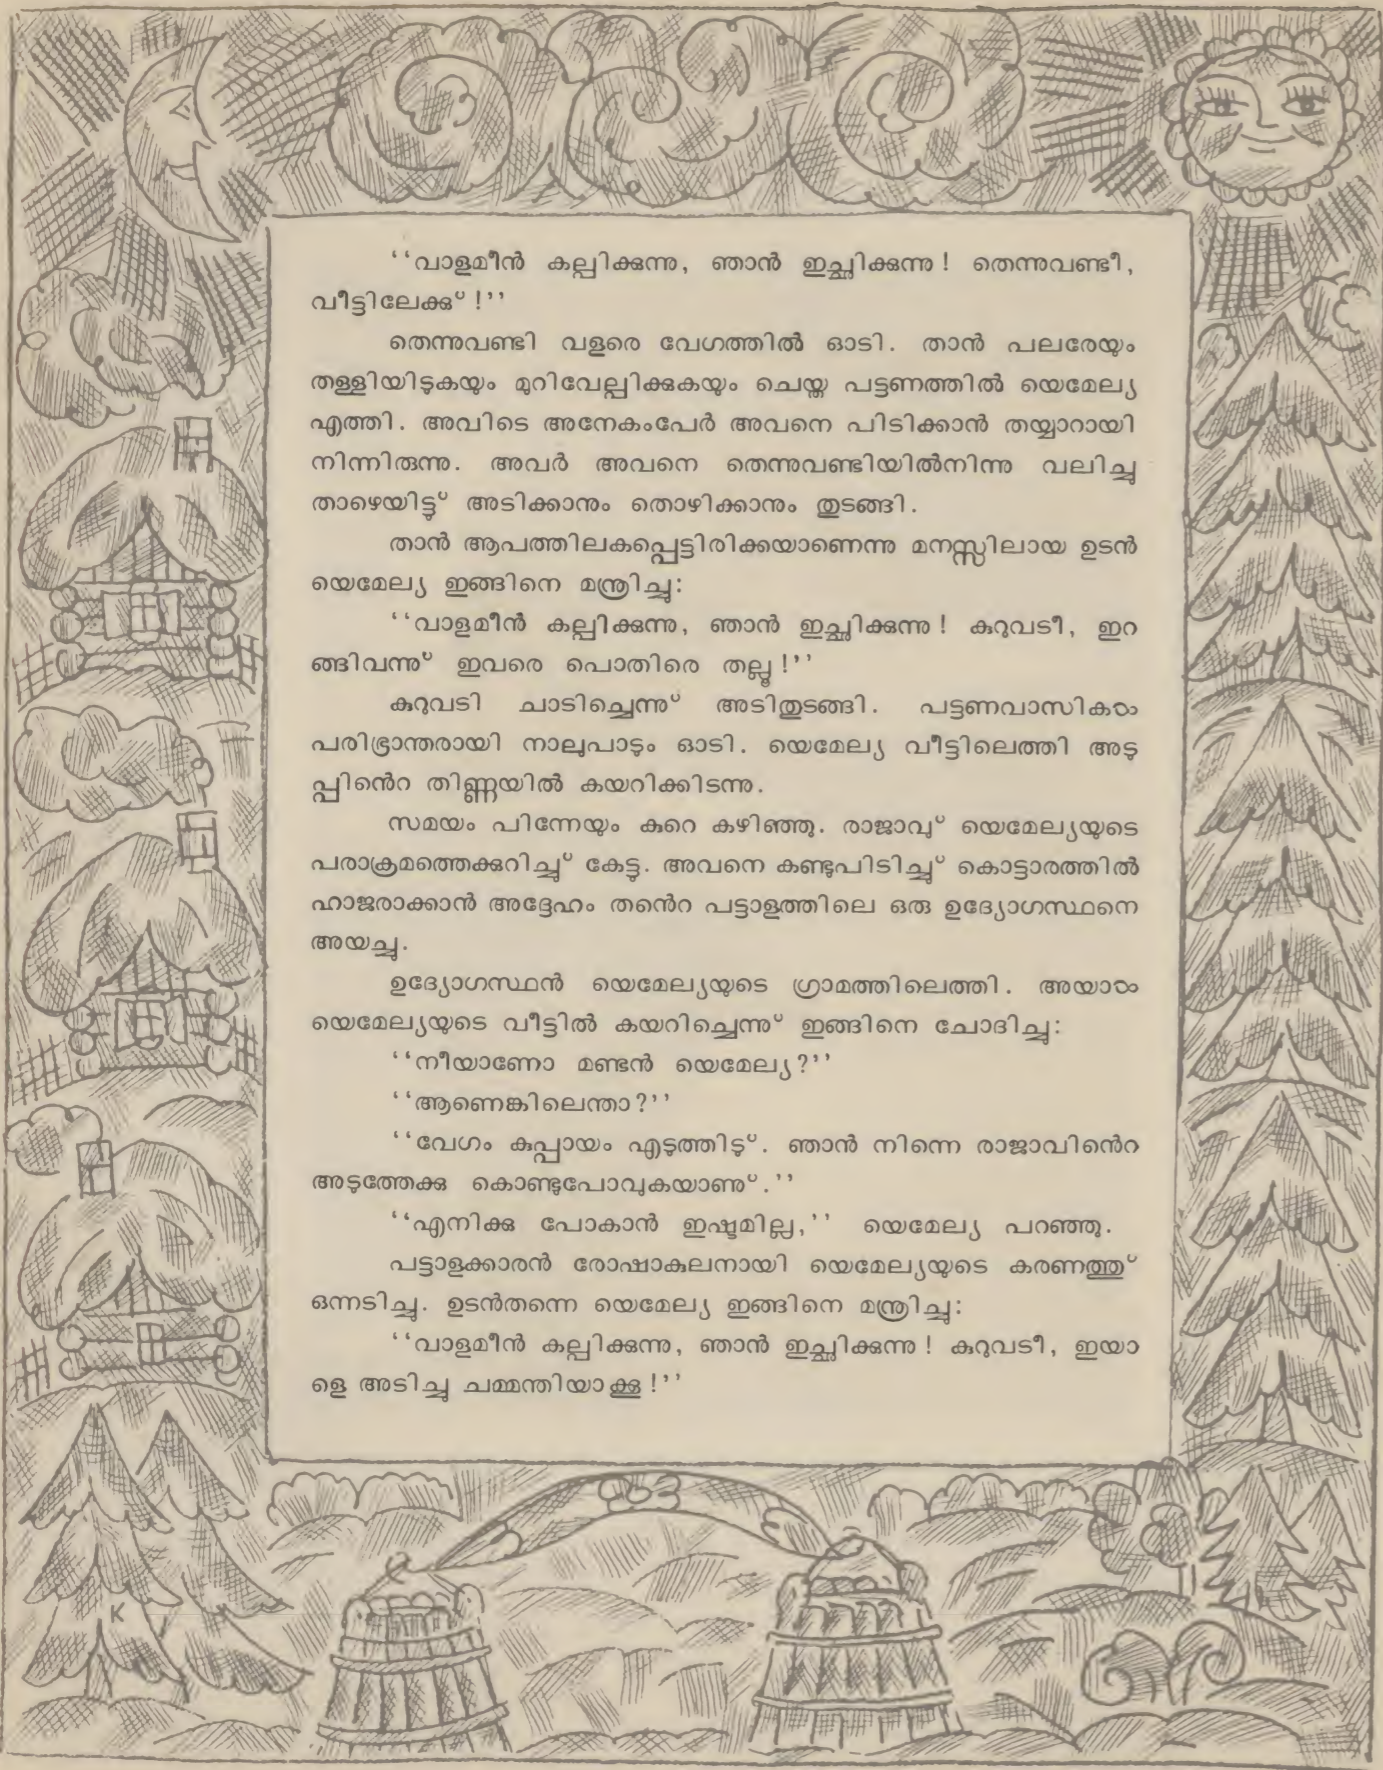 ‘‘വാളമീൻ കല്പിക്കുന്നു, ഞാൻ ഇച്ഛിക്കുന്നു! തെന്നുവണ്ടീ,
വീട്ടിലേക്കു്!’’
തെന്നുവണ്ടി വളരെ വേഗത്തിൽ ഓടി. താൻ പലരേയും
തള്ളിയിടുകയും മുറിവേല്പിക്കുകയും ചെയ്ത പട്ടണത്തിൽ യെമേല്യ
എത്തി. അവിടെ അനേകംപേർ അവനെ പിടിക്കാൻ തയ്യാറായി
നിന്നിരുന്നു. അവർ അവനെ തെന്നുവണ്ടിയിൽനിന്നു വലിച്ചു
താഴെയിട്ടു് അടിക്കാനും തൊഴിക്കാനും തുടങ്ങി.
താൻ ആപത്തിലകപ്പെട്ടിരിക്കയാണെന്നു മനസ്സിലായ ഉടൻ
യെമേല്യ ഇങ്ങിനെ മന്ത്രിച്ചു:
‘‘വാളമീൻ കല്പിക്കുന്നു, ഞാൻ ഇച്ഛിക്കുന്നു! കുറുവടീ, ഇറ
ങ്ങിവന്നു് ഇവരെ പൊതിരെ തല്ലൂ!’’
കുറുവടി ചാടിച്ചെന്നു് അടിതുടങ്ങി. പട്ടണവാസികൾ
പരിഭ്രാന്തരായി നാലുപാടും ഓടി. യെമേല്യ വീട്ടിലെത്തി അടു
പ്പിൻെറ തിണ്ണയിൽ കയറിക്കിടന്നു.
സമയം പിന്നേയും കുറെ കഴിഞ്ഞു. രാജാവു് യെമേല്യയുടെ
പരാക്രമത്തെക്കുറിച്ചു് കേട്ടു. അവനെ കണ്ടുപിടിച്ചു് കൊട്ടാരത്തിൽ
ഹാജരാക്കാൻ അദ്ദേഹം തൻെറ പട്ടാളത്തിലെ ഒരു ഉദ്യോഗസ്ഥനെ
അയച്ചു.
ഉദ്യോഗസ്ഥൻ യെമേല്യയുടെ ഗ്രാമത്തിലെത്തി. അയാൾ
യെമേല്യയുടെ വീട്ടിൽ കയറിച്ചെന്നു് ഇങ്ങിനെ ചോദിച്ചു:
‘‘നീയാണോ മണ്ടൻ യെമേല്യ?’’
‘‘ആണെങ്കിലെന്താ?’’
‘‘വേഗം കുപ്പായം എടുത്തിടു്. ഞാൻ നിന്നെ രാജാവിൻെറ
അടുത്തേക്കു കൊണ്ടുപോവുകയാണു്.’’
‘‘എനിക്കു പോകാൻ ഇഷ്ടമില്ല,’’ യെമേല്യ പറഞ്ഞു.
പട്ടാളക്കാരൻ രോഷാകുലനായി യെമേല്യയുടെ കരണത്തു്
ഒന്നടിച്ചു. ഉടൻതന്നെ യെമേല്യ ഇങ്ങിനെ മന്ത്രിച്ചു:
‘‘വാളമീൻ കല്പിക്കുന്നു, ഞാൻ ഇച്ഛിക്കുന്നു! കുറുവടീ, ഇയാ
ളെ അടിച്ചു ചമ്മന്തിയാക്കൂ!’’
K